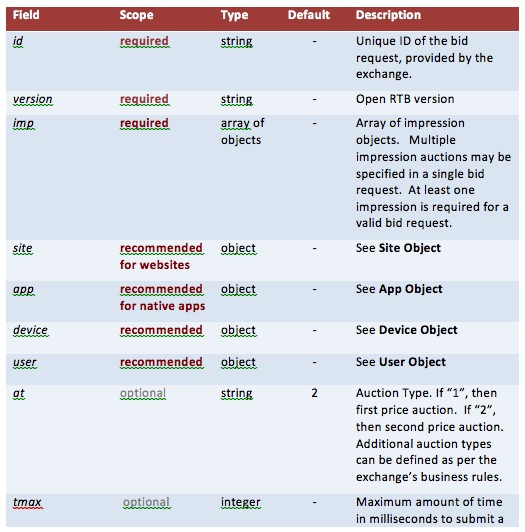 Field Scope Type Default Description
id required string - Unique ID of the bid
request, provided by the
exchange.
version required string - Open RTB version
imp required array of - Array of impression
objects objects. Multiple
impression auctions may be
specified in a single bid
request. At least one
impression is required for a
valid bid request.
site recommended object - See Site Object
for websites
app recommended object - See App Object
for native apps
device recommended object - See Device Object
user recommended object - See User Object
at optional string 2 Auction Type. If “1”, then
first price auction. If “2”,
then second price auction.
Additional auction types
can be defined as per the
exchange’s business rules.
tmax optional integer - Maximum amount of time
in milliseconds to submit a